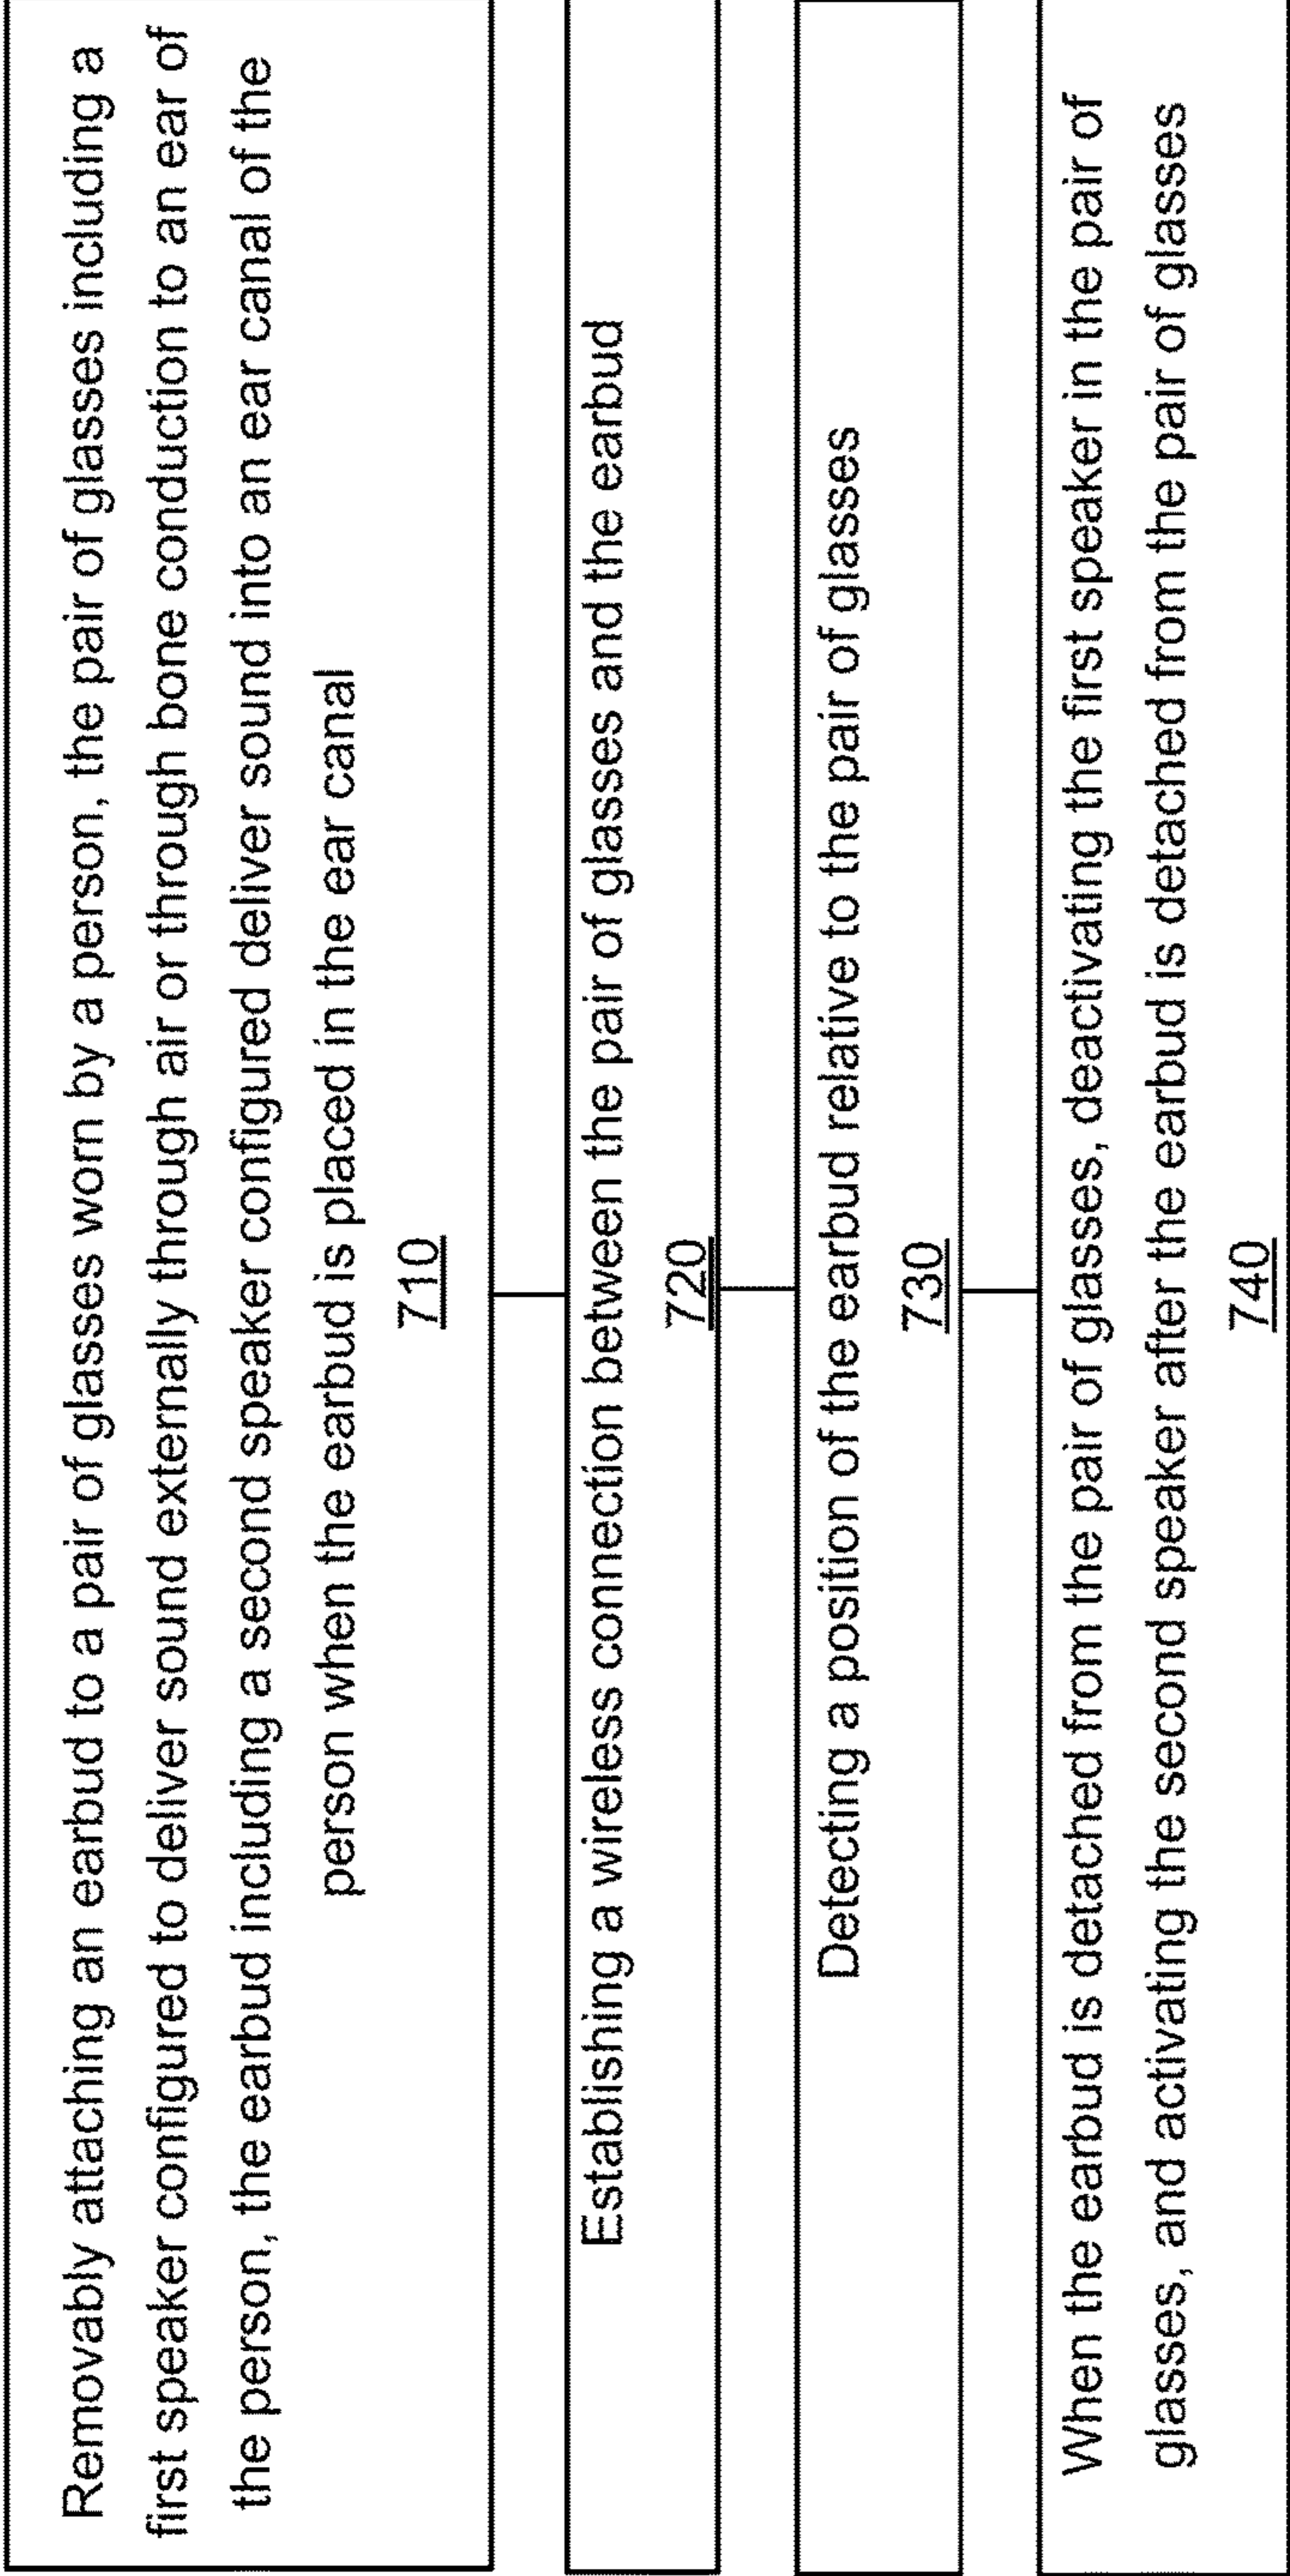 Removably attaching an earbud to a pair of glasses worn by a person, the pair of glasses including a
first speaker configured to deliver sound externally through air or through bone conduction to an ear of
the person, the earbud including a second speaker configured deliver sound into an ear canal of the
person when the earbud is placed in the ear canal
710
Establishing a wireless connection between the pair of glasses and the earbud
720
Detecting a position of the earbud relative to the pair of glasses
730
When the earbud is detached from the pair of glasses, deactivating the first speaker in the pair of
glasses, and activating the second speaker after the earbud is detached from the pair of glasses
740